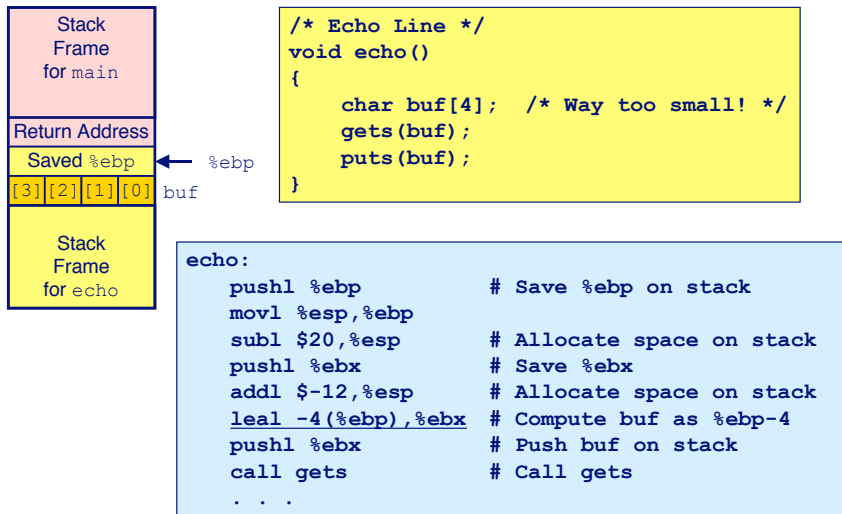 Stack
Frame
for main
Return Address
Saved %ebp
%ebp
[3] [2] [1] [0] buf
Stack
Frame
for echo
/* Echo Line */
void echo()
{
    char buf[4];  /* Way too small! */
    gets(buf);
    puts(buf);
}
echo:
    pushl %ebp          # Save %ebp on stack
    movl %esp,%ebp
    subl $20,%esp       # Allocate space on stack
    pushl %ebx          # Save %ebx
    addl $-12,%esp      # Allocate space on stack
    leal -4(%ebp),%ebx  # Compute buf as %ebp-4
    pushl %ebx          # Push buf on stack
    call gets           # Call gets
    . . .